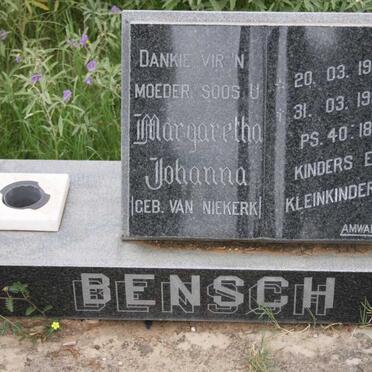 DANKIE VIR 'N
MOEDER SOOS U
Margaretha
Johanna
(GEB. VAN NIEKERK)
20. 03. 19
31. 03. 19
PS. 40: 18
KINDERS E
KLEINKINDER
AMWA
BENSCH